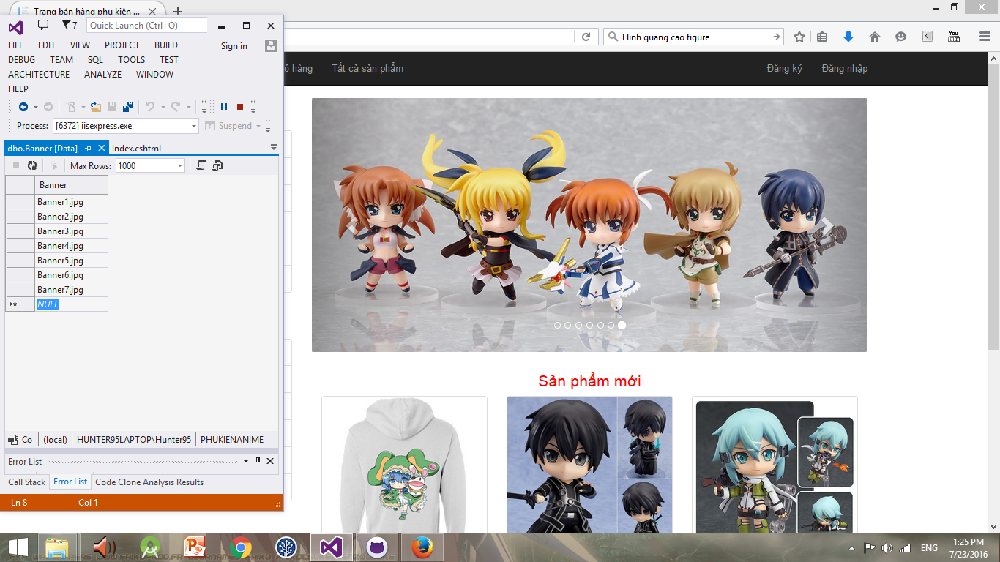 Trang bán hàng phụ kiện ...
7
Quick Launch (Ctrl+Q)
Hinh quang cao figure
FILE EDIT VIEW PROJECT BUILD
Sign in
DEBUG TEAM SQL TOOLS TEST
ARCHITECTURE ANALYZE WINDOW
HELP
Process: [6372] iisexpress.exe
Suspend
dbo.Banner [Data]
Index.cshtml
Max Rows: 1000
Banner
Banner1.jpg
Banner2.jpg
Banner3.jpg
Banner4.jpg
Banner5.jpg
Banner6.jpg
Banner7.jpg
NULL
Co (local) HUNTER95LAPTOP\Hunter95 PHUKIENANIME
Error List
Call Stack Error List Code Clone Analysis Results
Ln 8 Col 1
hàng Tất cả sản phẩm Đăng ký Đăng nhập
Sản phẩm mới
You
Tube
K
ENG
1:25 PM
7/23/2016